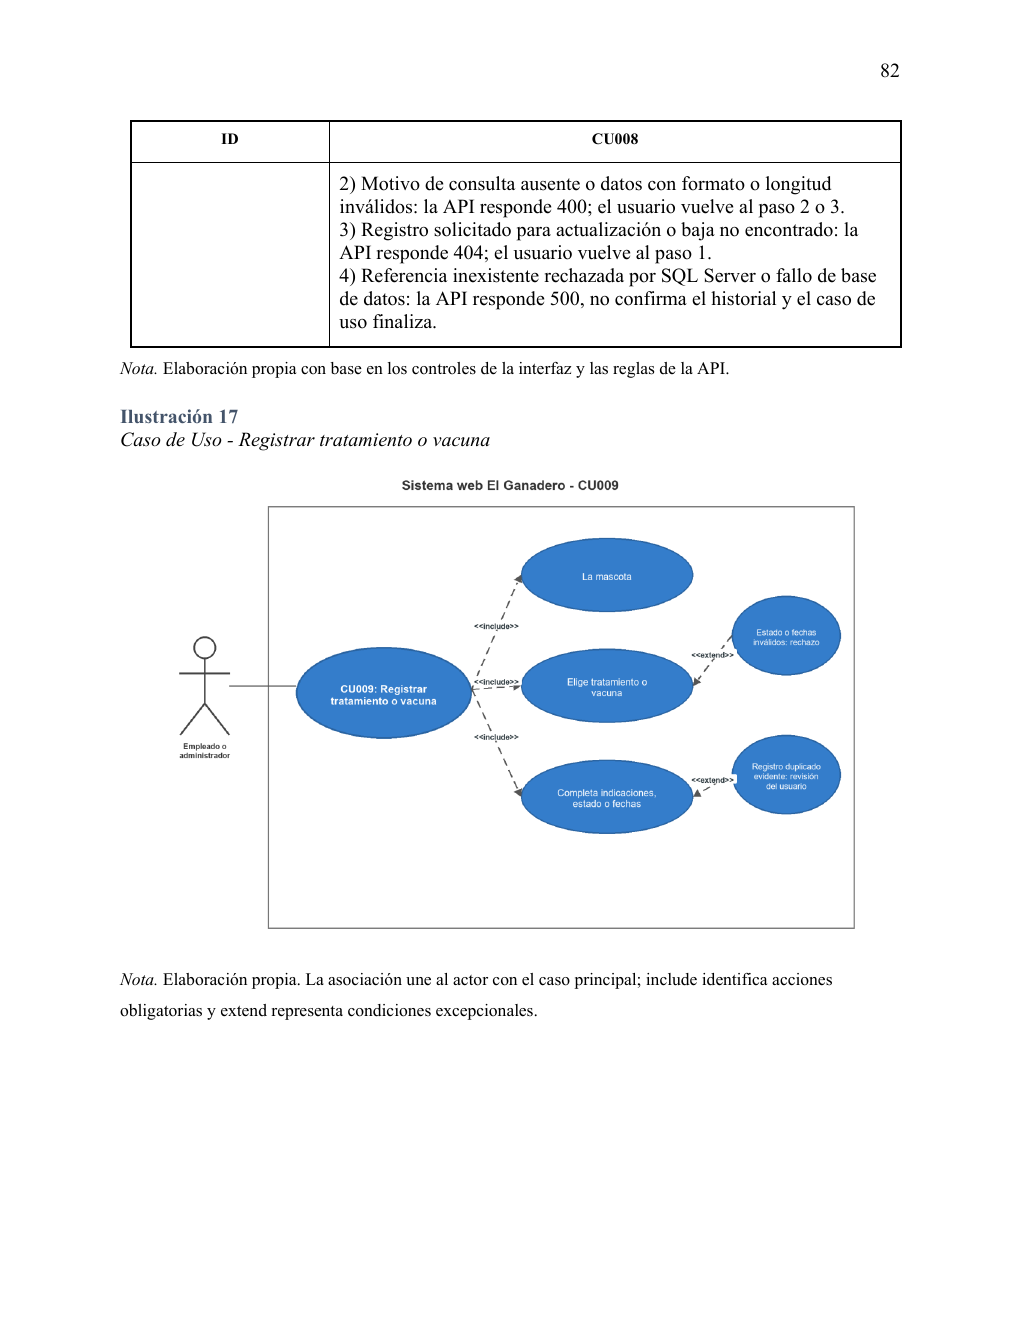 82
ID
CU008
2) Motivo de consulta ausente o datos con formato o longitud
inválidos: la API responde 400; el usuario vuelve al paso 2 o 3.
3) Registro solicitado para actualización o baja no encontrado: la
API responde 404; el usuario vuelve al paso 1.
4) Referencia inexistente rechazada por SQL Server o fallo de base
de datos: la API responde 500, no confirma el historial y el caso de
uso finaliza.
Nota. Elaboración propia con base en los controles de la interfaz y las reglas de la API.
Ilustración 17
Caso de Uso - Registrar tratamiento o vacuna
Sistema web El Ganadero - CU009
La mascota
<<include>>
Estado o fechas
inválidos: rechazo
<<extend>>
Elige tratamiento o
vacuna
<<include>>
CU009: Registrar
tratamiento o vacuna
<<include>>
Empleado o
administrador
Registro duplicado
evidente: revisión
del usuario
<<extend>>
Completa indicaciones,
estado o fechas
Nota. Elaboración propia. La asociación une al actor con el caso principal; include identifica acciones
obligatorias y extend representa condiciones excepcionales.